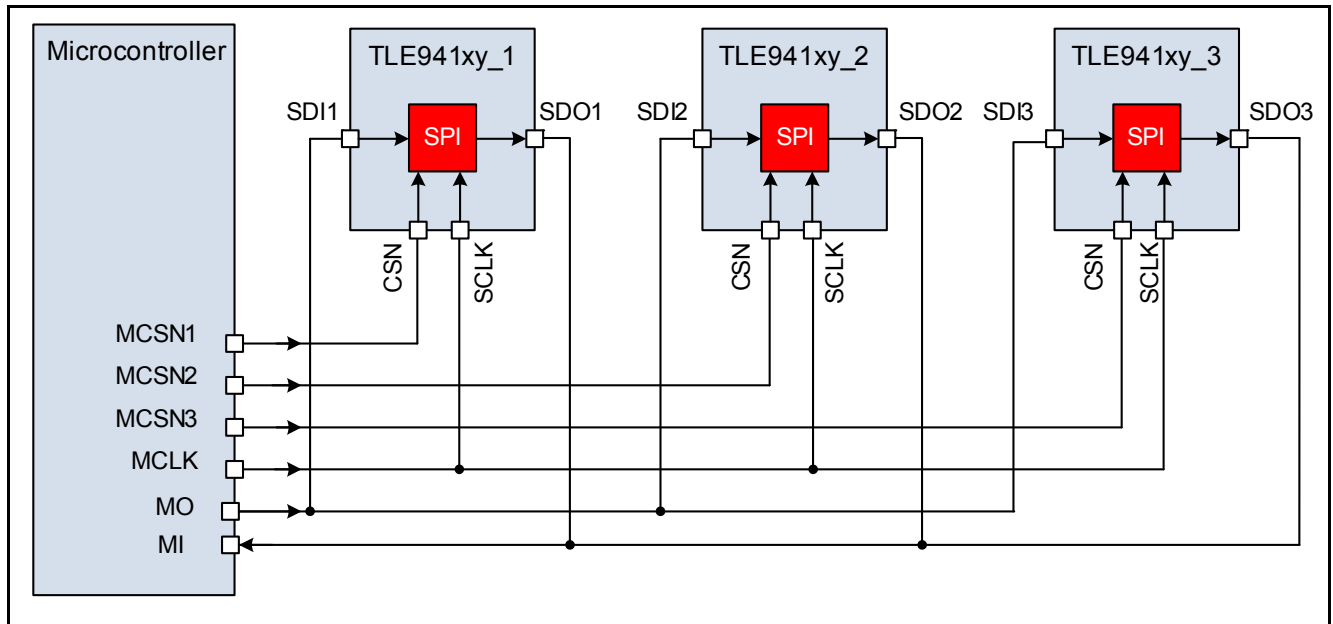 Microcontroller
TLE941xy_1
TLE941xy_2
TLE941xy_3
SDI1
SPI
SDO1
SDI2
SPI
SDO2
SDI3
SPI
SDO3
CSN
SCLK
CSN
SCLK
CSN
SCLK
MCSN1
MCSN2
MCSN3
MCLK
MO
MI